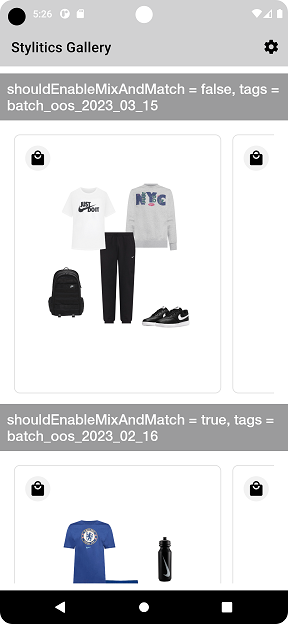 5:26
Stylitics Gallery
shouldEnableMixAndMatch = false, tags =
batch_oos_2023_03_15
JUST
DO IT
NYC
shouldEnableMixAndMatch = true, tags =
batch_oos_2023_02_16